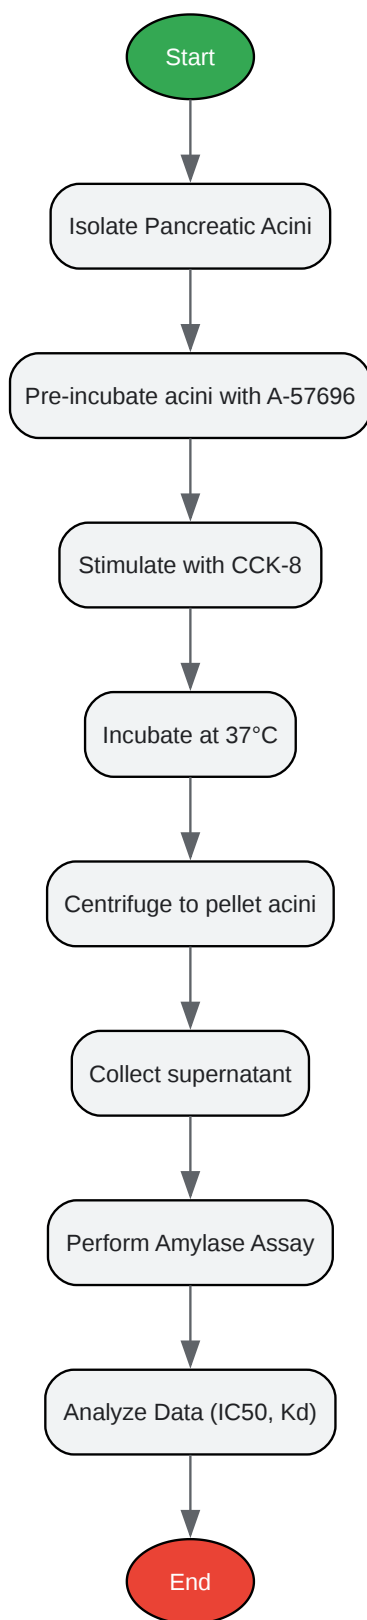 Start
Isolate Pancreatic Acini
Pre-incubate acini with A-57696
Stimulate with CCK-8
Incubate at 37°C
Centrifuge to pellet acini
Collect supernatant
Perform Amylase Assay
Analyze Data (IC50, Kd)
End